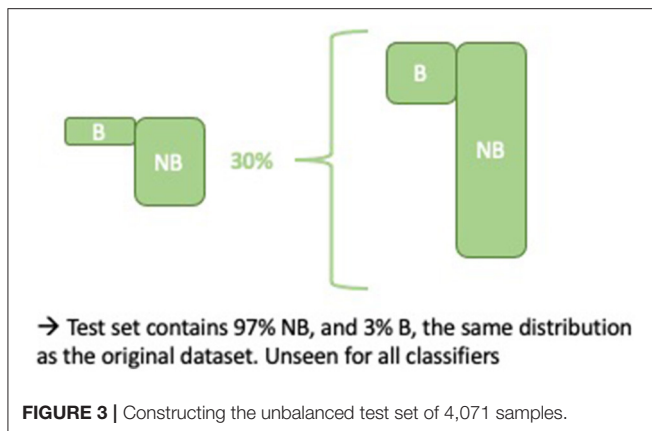 B
NB
30%
B
NB
→ Test set contains 97% NB, and 3% B, the same distribution
as the original dataset. Unseen for all classifiers
FIGURE 3 | Constructing the unbalanced test set of 4,071 samples.